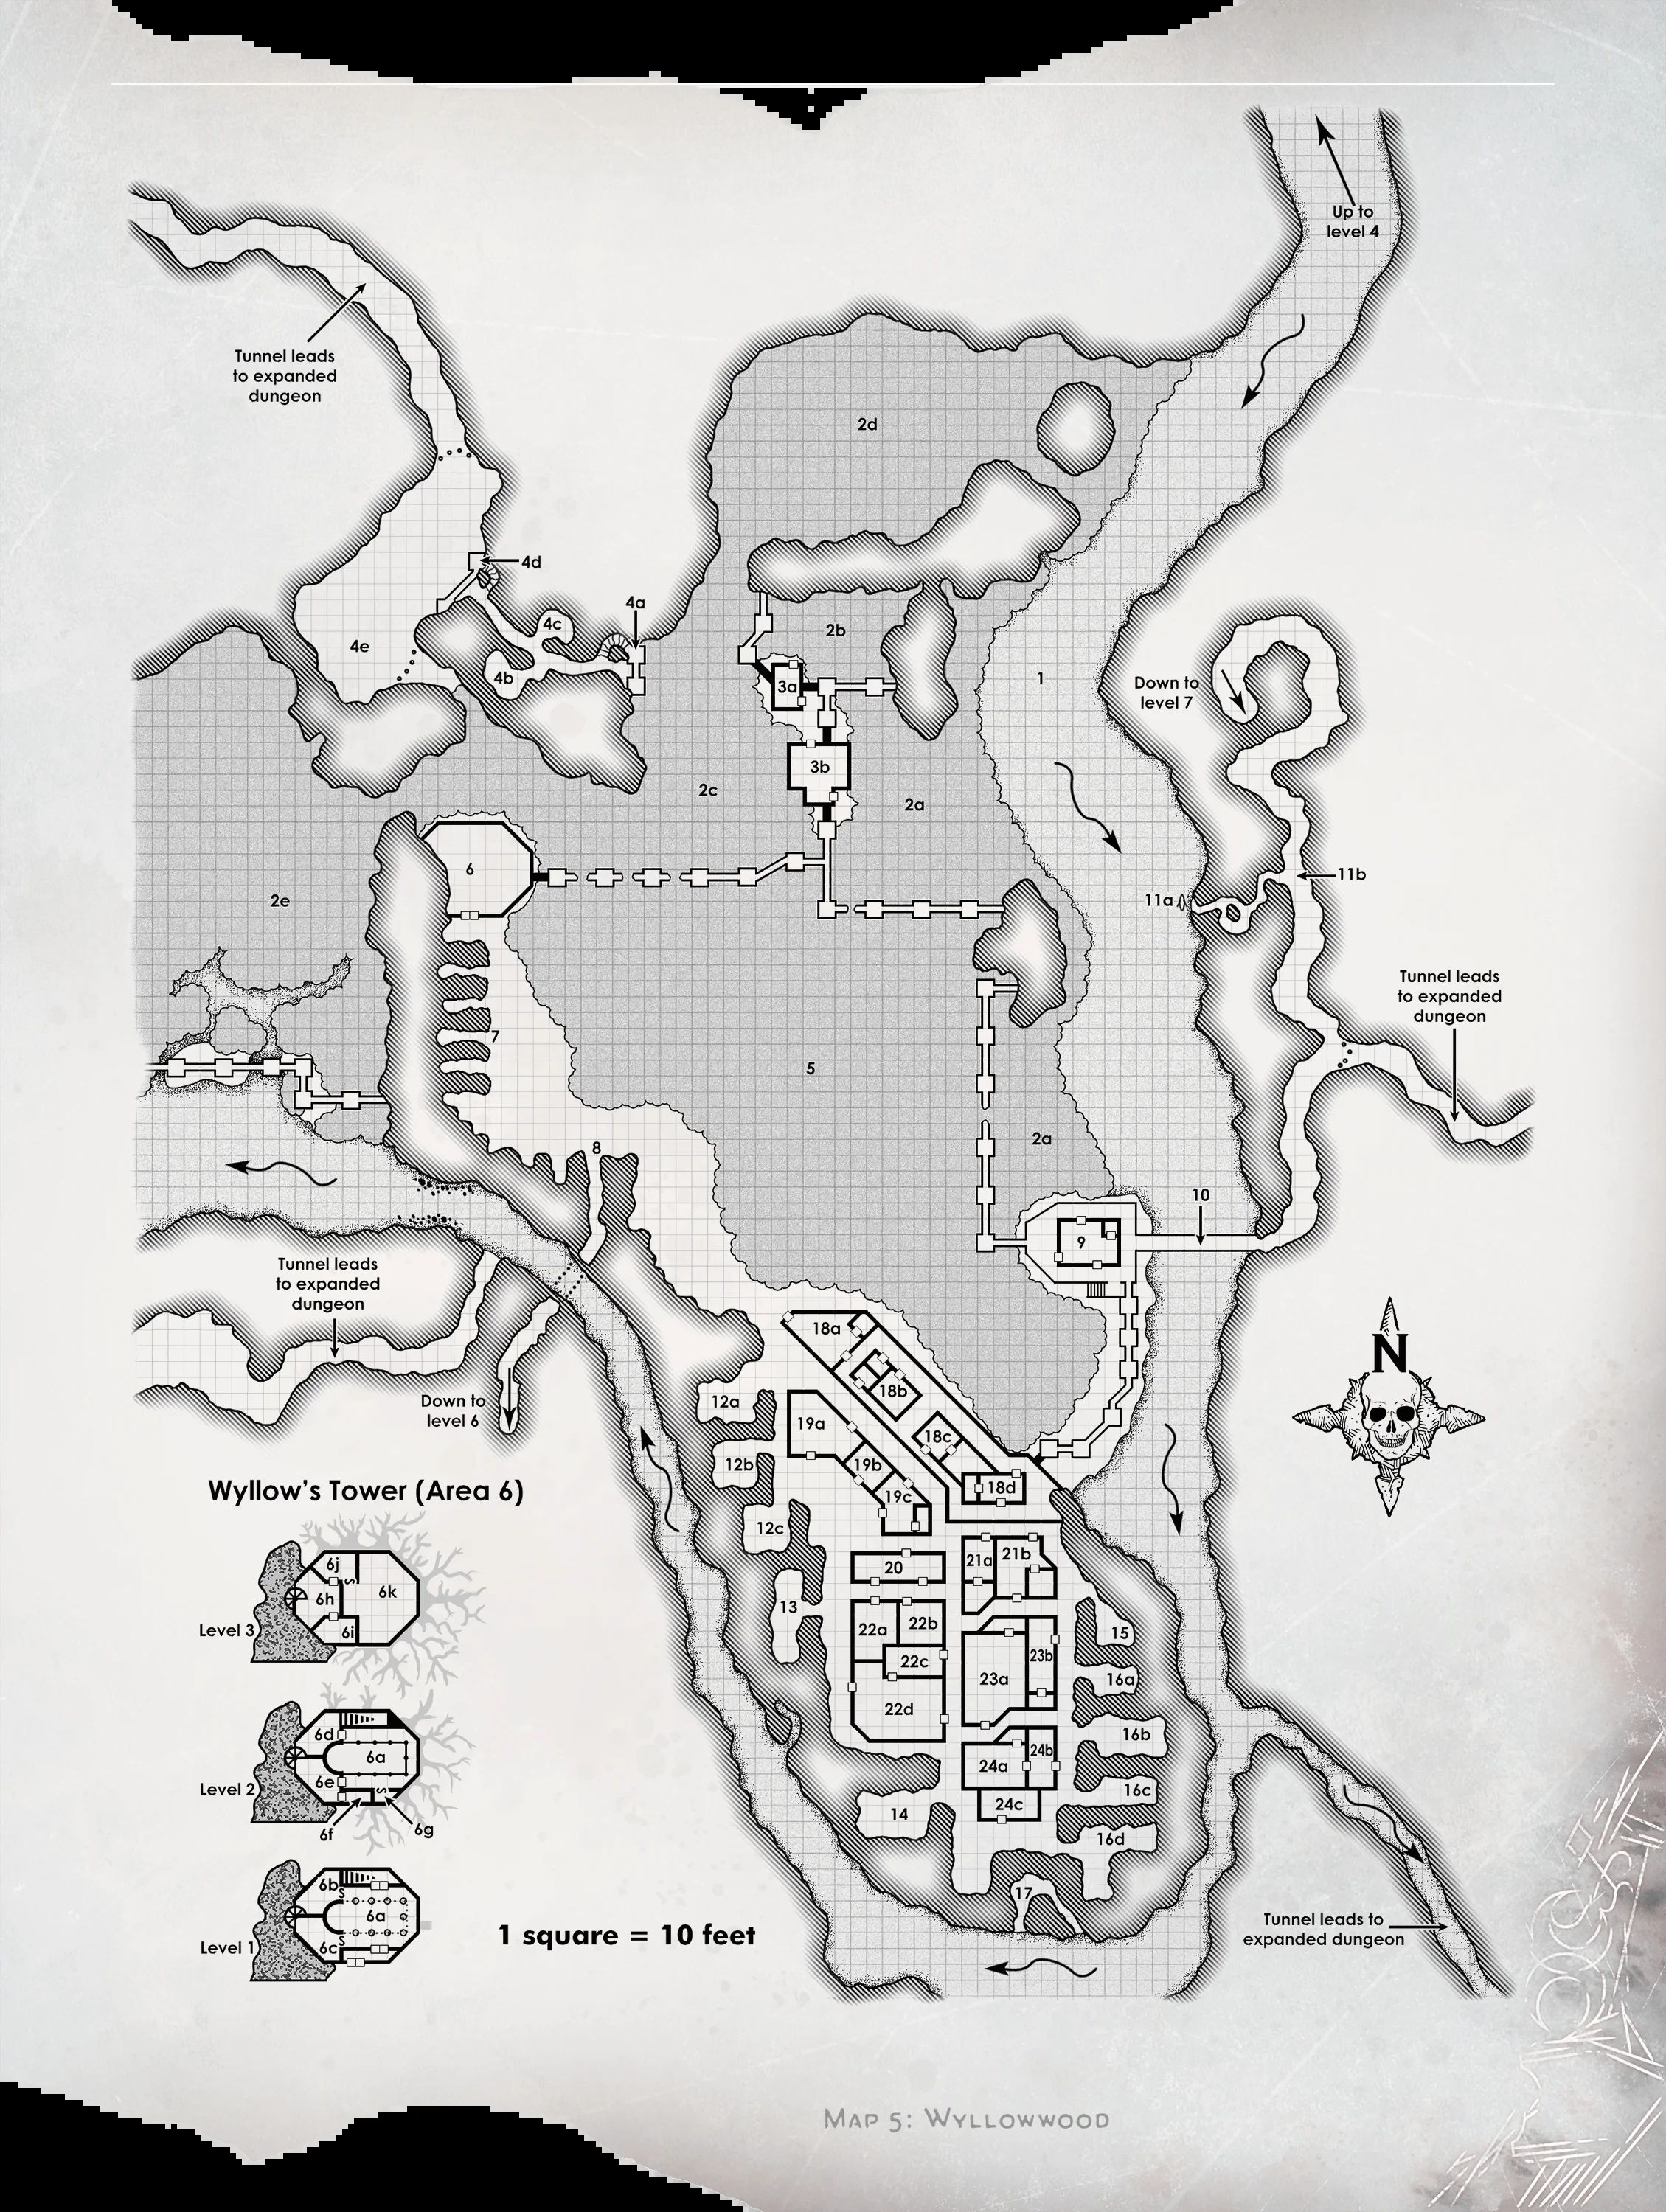 Up to
level 4
Tunnel leads
to expanded
dungeon
2d
4d
4a
4c
2b
4e
4b
3a
1
Down to
level 7
3b
2c
2a
6
11b
2e
11a
Tunnel leads
to expanded
dungeon
7
5
2a
8
10
9
Tunnel leads
to expanded
dungeon
N
18a
Down to
level 6
12a
18b
19a
18c
12b
19b
18d
19c
12c
Wyllow's Tower (Area 6)
20
21a
21b
6j
6k
6h
S
6i
Level 3
13
22a
22b
15
22c
23b
23a
16a
22d
6d
6a
6e
S
Level 2
6f
6g
16b
24b
24a
16c
24c
14
16d
6b
S
6a
S
6c
Level 1
17
1 square = 10 feet
Tunnel leads to
expanded dungeon
Map 5: Wyllowwood